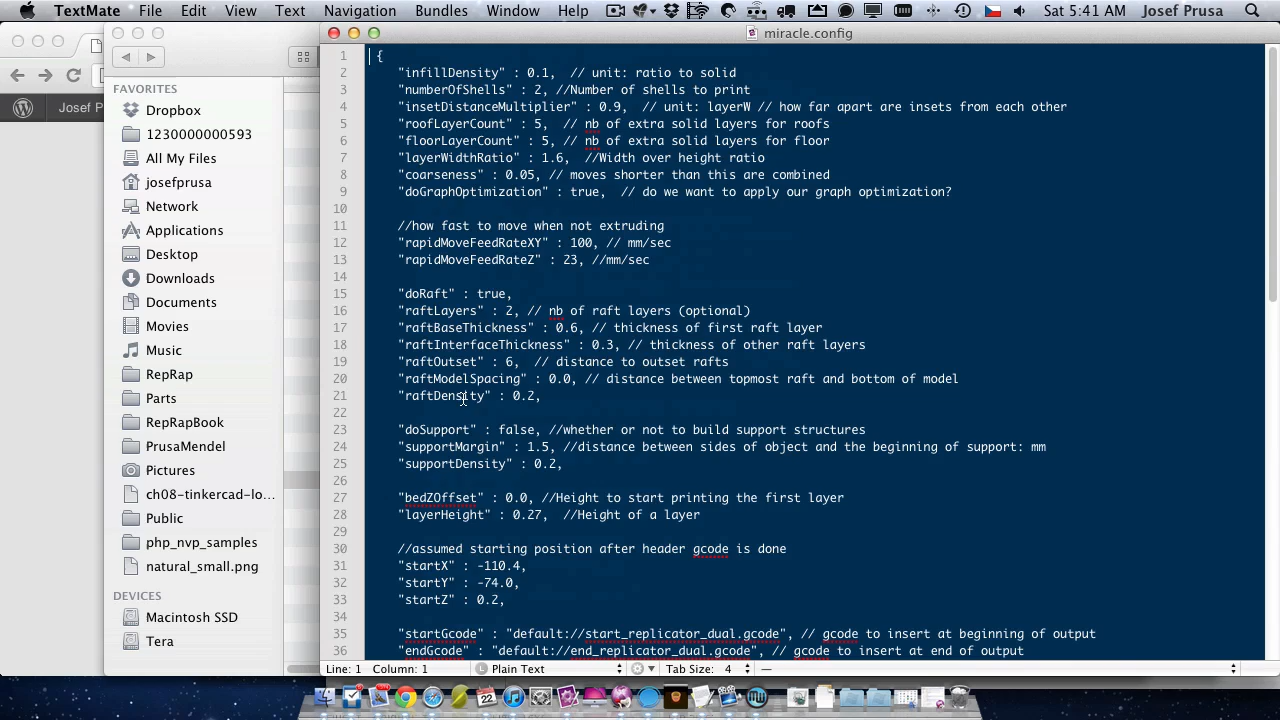 TextMate File Edit View Text Navigation Bundles Window Help Sat 5:41 AM Josef Prusa
miracle.config
Josef P
FAVORITES
Dropbox
1230000000593
All My Files
josefprusa
Network
Applications
Desktop
Downloads
Documents
Movies
Music
RepRap
Parts
RepRapBook
PrusaMendel
Pictures
ch08-tinkercad-lo...
Public
php_nvp_samples
natural_small.png
DEVICES
Macintosh SSD
Tera
1 {
2 "infillDensity" : 0.1, // unit: ratio to solid
3 "numberOfShells" : 2, //Number of shells to print
4 "insetDistanceMultiplier" : 0.9, // unit: layerW // how far apart are insets from each other
5 "roofLayerCount" : 5, // nb of extra solid layers for roofs
6 "floorLayerCount" : 5, // nb of extra solid layers for floor
7 "layerWidthRatio" : 1.6, //Width over height ratio
8 "coarseness" : 0.05, // moves shorter than this are combined
9 "doGraphOptimization" : true, // do we want to apply our graph optimization?
10
11 //how fast to move when not extruding
12 "rapidMoveFeedRateXY" : 100, // mm/sec
13 "rapidMoveFeedRateZ" : 23, //mm/sec
14
15 "doRaft" : true,
16 "raftLayers" : 2, // nb of raft layers (optional)
17 "raftBaseThickness" : 0.6, // thickness of first raft layer
18 "raftInterfaceThickness" : 0.3, // thickness of other raft layers
19 "raftOutset" : 6, // distance to outset rafts
20 "raftModelSpacing" : 0.0, // distance between topmost raft and bottom of model
21 "raftDensity" : 0.2,
22
23 "doSupport" : false, //whether or not to build support structures
24 "supportMargin" : 1.5, //distance between sides of object and the beginning of support: mm
25 "supportDensity" : 0.2,
26
27 "bedZOffset" : 0.0, //Height to start printing the first layer
28 "layerHeight" : 0.27, //Height of a layer
29
30 //assumed starting position after header gcode is done
31 "startX" : -110.4,
32 "startY" : -74.0,
33 "startZ" : 0.2,
34
35 "startGcode" : "default://start_replicator_dual.gcode", // gcode to insert at beginning of output
36 "endGcode" : "default://end_replicator_dual.gcode", // gcode to insert at end of output
Line: 1 Column: 1 Plain Text Tab Size: 4 —